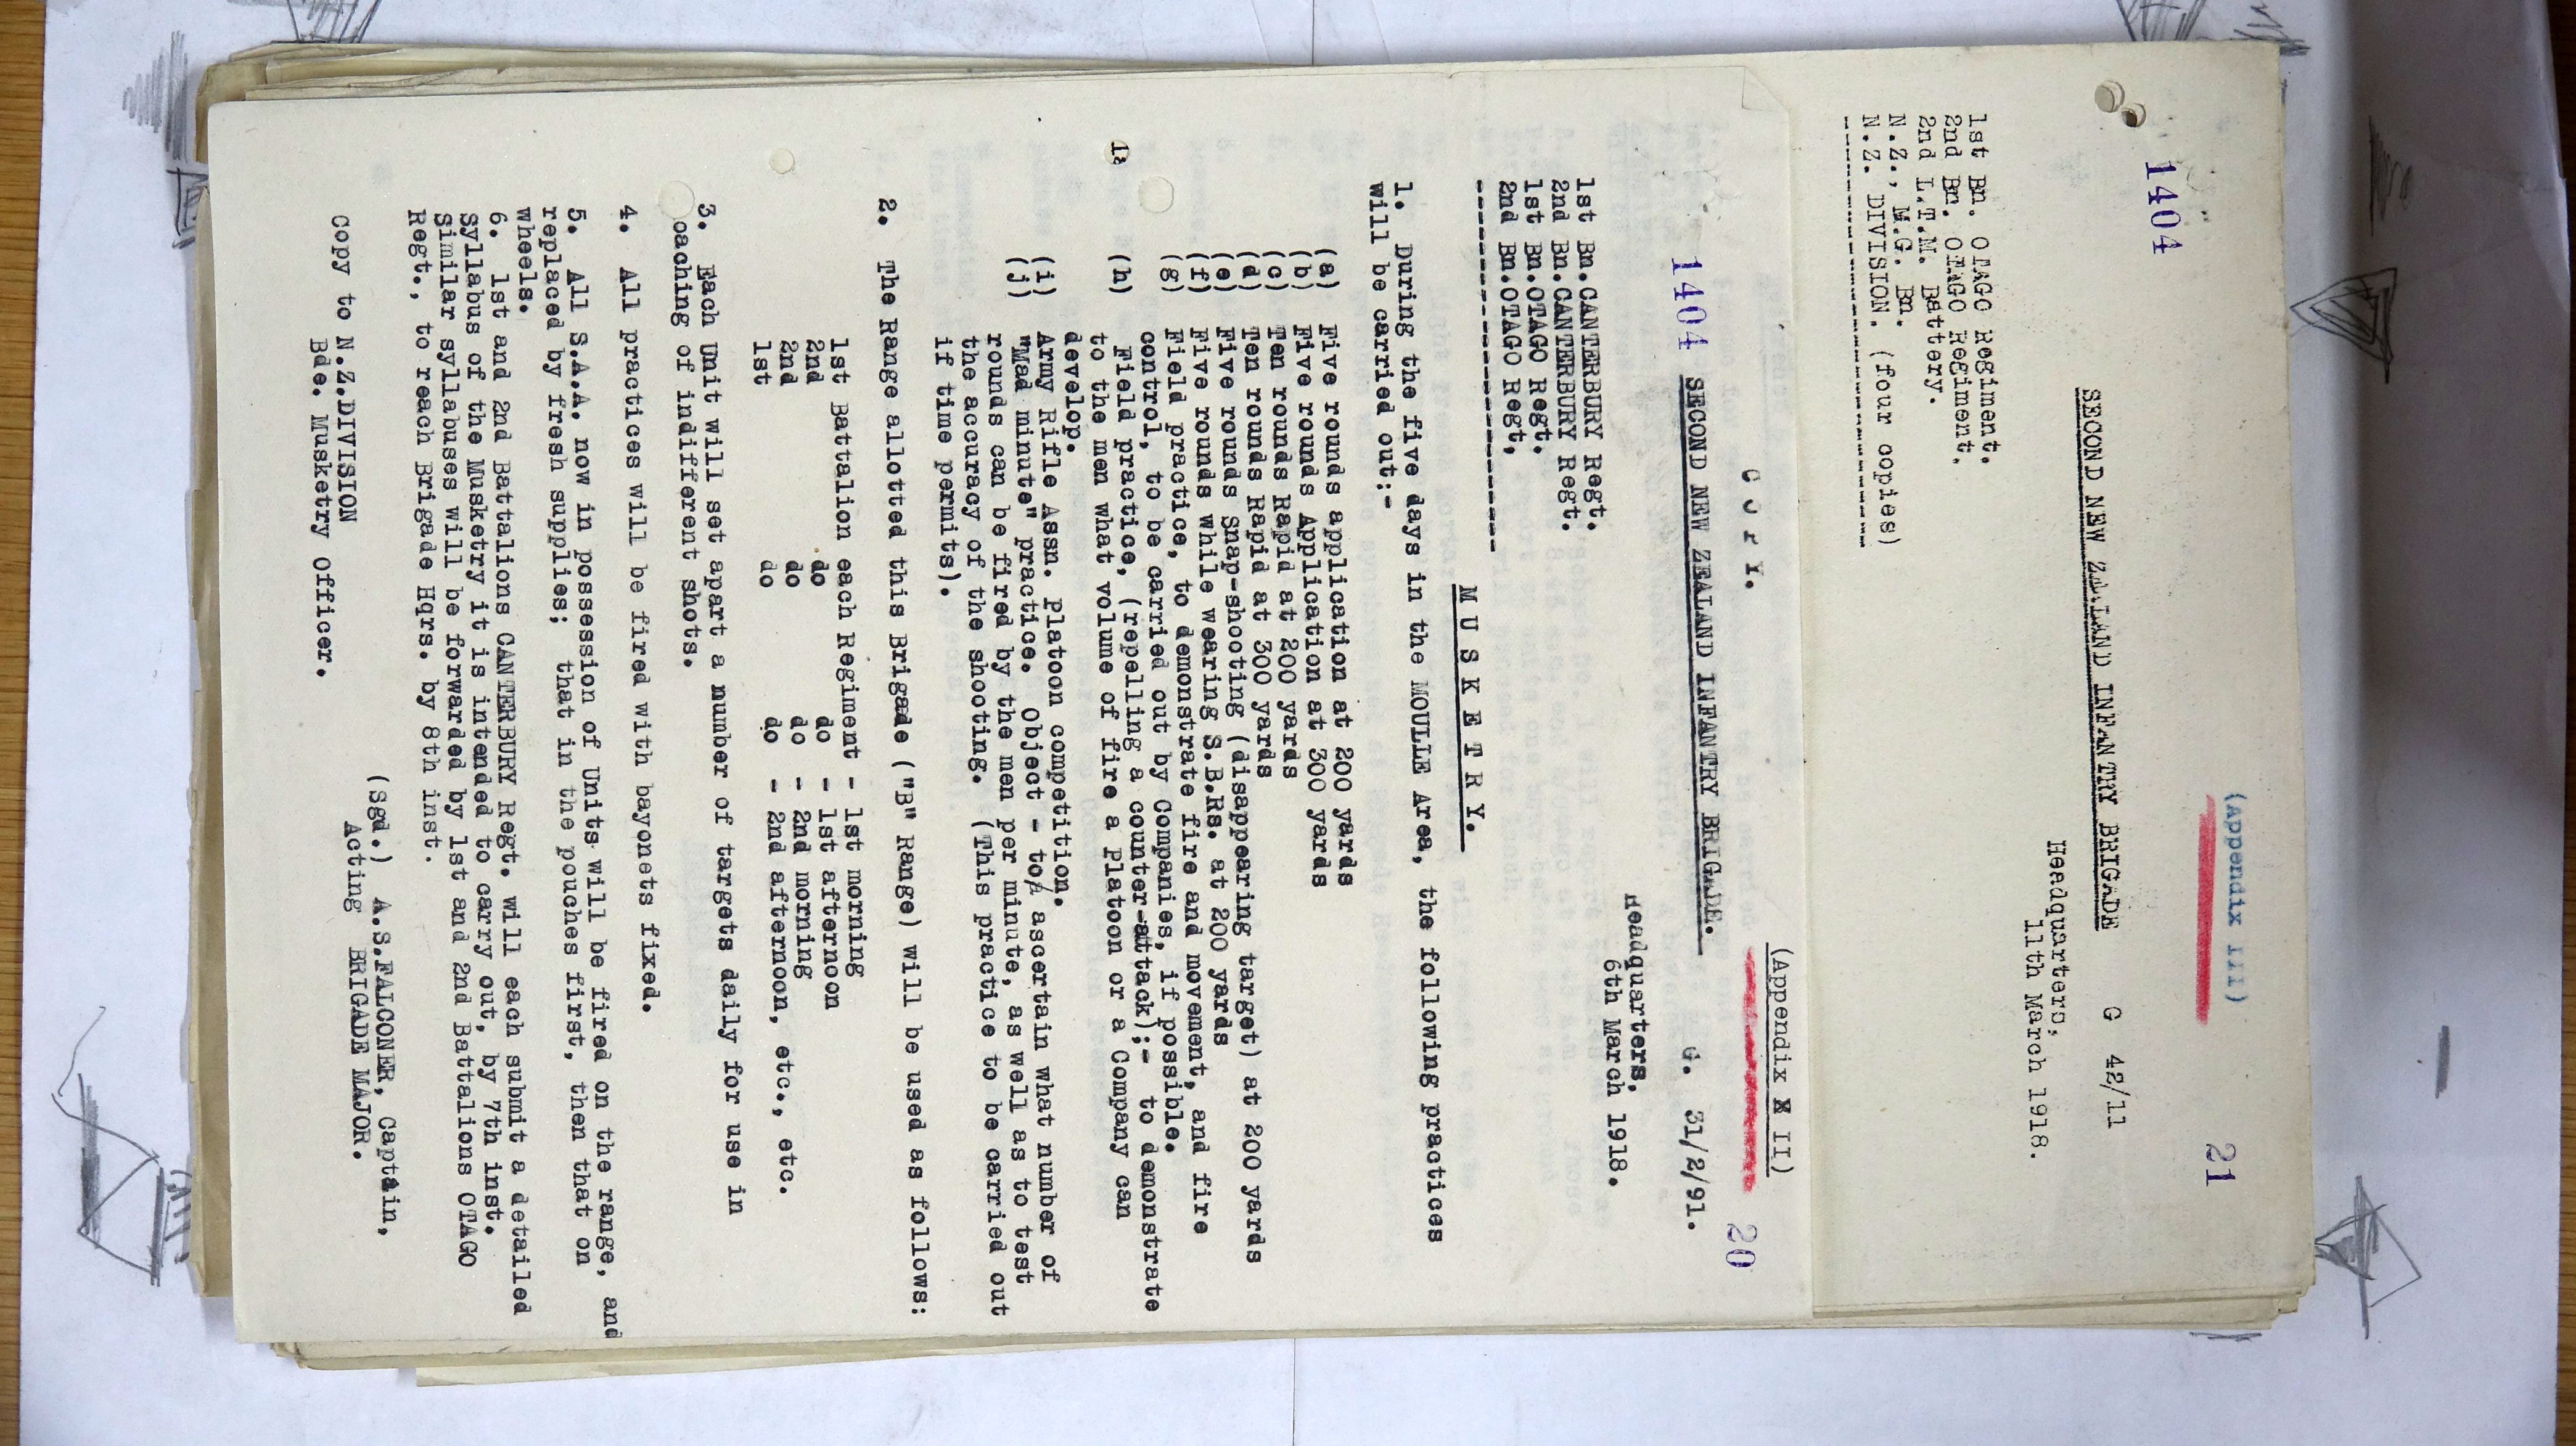 (Appendix III)
21
1404
SECOND NEW ZEALAND INFANTRY BRIGADE G 42/11
Headquarters,
11th March 1918.
1st Bn. OTAGO Regiment.
2nd Bn. OTAGO Regiment.
2nd L.T.M. Battery.
N.Z., M.G. Bn.
N.Z. DIVISION. (four copies)
(Appendix X II)
20
C O P Y.
1404 SECOND NEW ZEALAND INFANTRY BRIGADE. G. 31/2/91.
Headquarters,
6th March 1918.
1st Bn.CANTERBURY Regt.
2nd Bn.CANTERBURY Regt.
1st Bn.OTAGO Regt.
2nd Bn.OTAGO Regt.
M U S K E T R Y.
1. During the five days in the MOULLE Area, the following practices
will be carried out:-
(a) Five rounds application at 200 yards
(b) Five rounds Application at 300 yards
(c) Ten rounds Rapid at 200 yards
(d) Ten rounds Rapid at 300 yards
(e) Five rounds Snap-shooting (disappearing target) at 200 yards
(f) Five rounds while wearing S.B.Rs. at 200 yards
(g) Field practice, to demonstrate fire and movement, and fire
control, to be carried out by Companies, if possible.
(h) Field practice, (repelling a counter-attack);- to demonstrate
to the men what volume of fire a Platoon or a Company can
develop.
(i) Army Rifle Assn. Platoon competition.
(j) "Mad minute" practice. Object - to/ ascertain what number of
rounds can be fired by the men per minute, as well as to test
the accuracy of the shooting. (This practice to be carried out
if time permits).
2. The Range allotted this Brigade ("B" Range) will be used as follows:
1st Battalion each Regiment - 1st morning
2nd do do - 1st afternoon
2nd do do - 2nd morning
1st do do - 2nd afternoon, etc., etc.
3. Each Unit will set apart a number of targets daily for use in
oaching of indifferent shots.
4. All practices will be fired with bayonets fixed.
5. All S.A.A. now in possession of Units will be fired on the range, and
replaced by fresh supplies; that in the pouches first, then that on
wheels.
6. 1st and 2nd Battalions CANTERBURY Regt. will each submit a detailed
syllabus of the Musketry it is intended to carry out, by 7th inst.
Similar syllabuses will be forwarded by 1st and 2nd Battalions OTAGO
Regt., to reach Brigade Hqrs. by 8th inst.
(Sgd.) A.S.FALCONER, Captain,
Acting BRIGADE MAJOR.
Copy to N.Z.DIVISION
Bde. Musketry Officer.